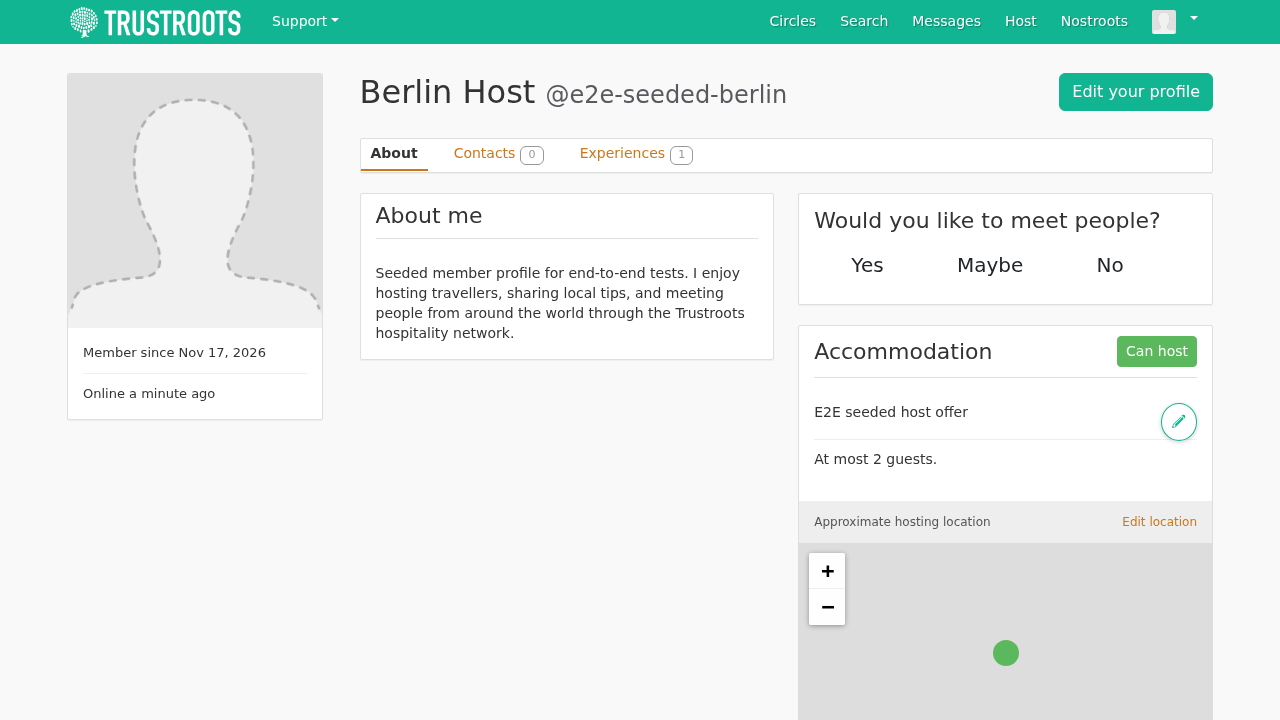 TRUSTROOTS
Support
Circles
Search
Messages
Host
Nostroots
Berlin Host @e2e-seeded-berlin
Edit your profile
About
Contacts 0
Experiences 1
Member since Nov 17, 2026
Online a minute ago
About me
Seeded member profile for end-to-end tests. I enjoy
hosting travellers, sharing local tips, and meeting
people from around the world through the Trustroots
hospitality network.
Would you like to meet people?
Yes
Maybe
No
Accommodation
Can host
E2E seeded host offer
At most 2 guests.
Approximate hosting location
Edit location
+
−